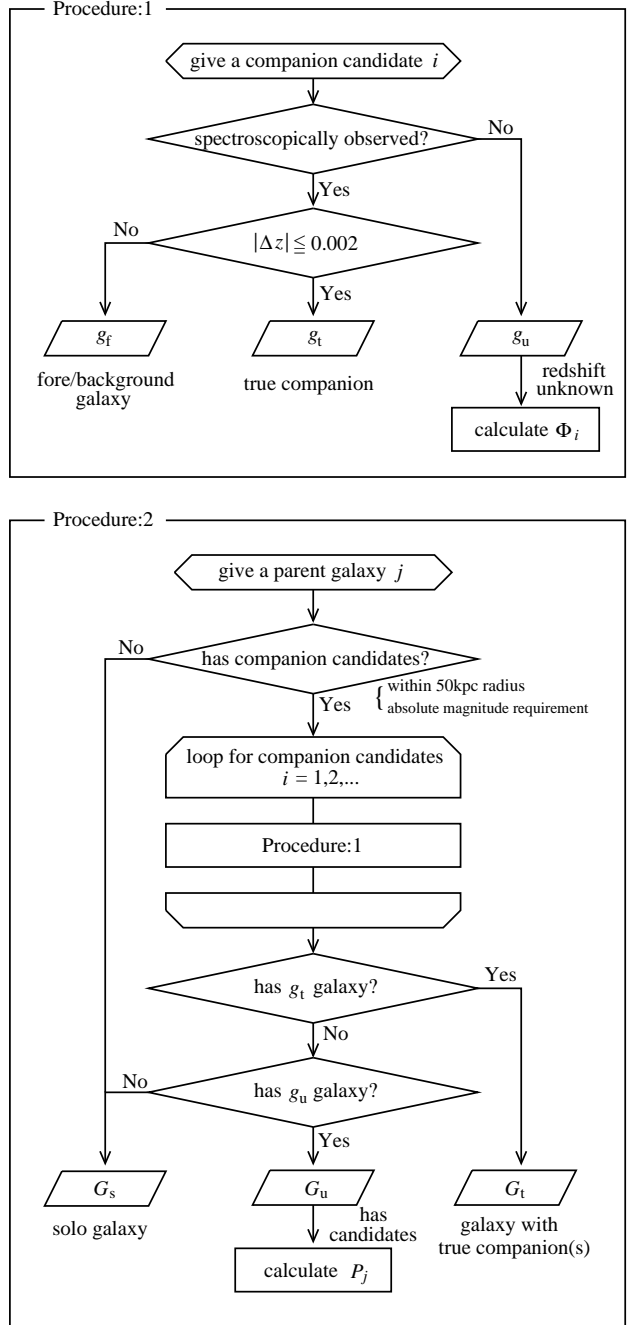 Procedure:1
give a companion candidate i
spectroscopically observed?
No
Yes
No
|Δz| ≦ 0.002
Yes
g_f
g_t
g_u
fore/background
galaxy
true companion
redshift
unknown
calculate Φ_i
Procedure:2
give a parent galaxy j
No
has companion candidates?
Yes
{ within 50kpc radius
absolute magnitude requirement
loop for companion candidates
i = 1,2,...
Procedure:1
has g_t galaxy?
Yes
No
No
has g_u galaxy?
Yes
G_s
G_u
G_t
solo galaxy
has
candidates
galaxy with
true companion(s)
calculate P_j